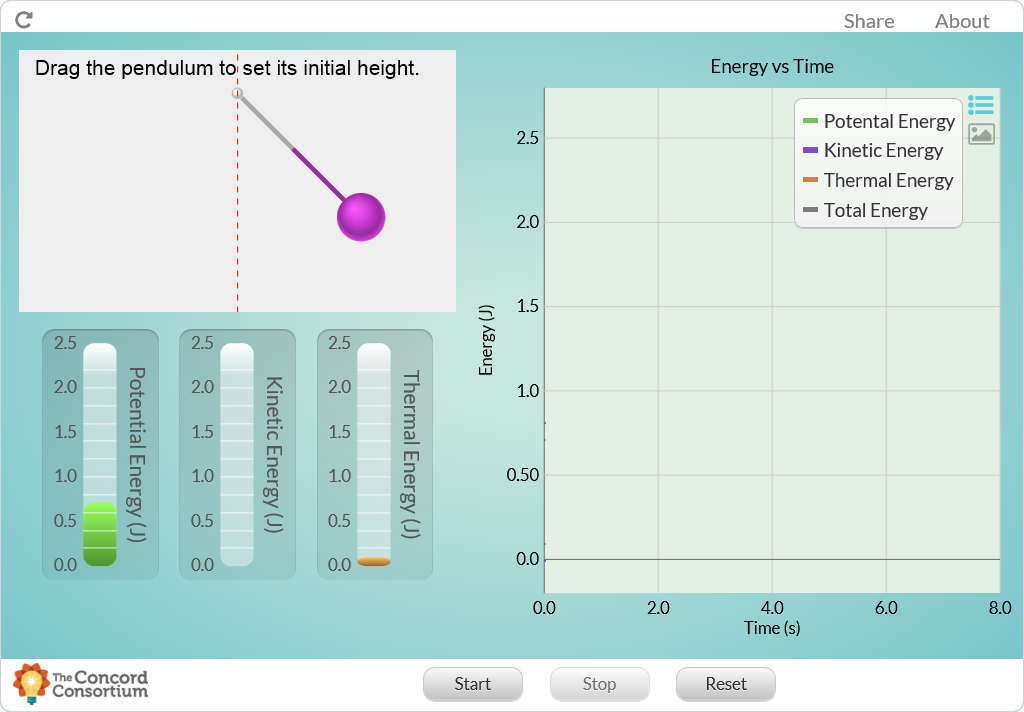 Share About
Drag the pendulum to set its initial height.
Energy vs Time
Potental Energy
Kinetic Energy
Thermal Energy
Total Energy
2.5
2.0
1.5
1.0
0.50
0.0
Energy (J)
0.0 2.0 4.0 6.0 8.0
Time (s)
2.5
2.0
1.5
1.0
0.5
0.0
Potential Energy (J)
2.5
2.0
1.5
1.0
0.5
0.0
Kinetic Energy (J)
2.5
2.0
1.5
1.0
0.5
0.0
Thermal Energy (J)
The Concord
Consortium
Start Stop Reset